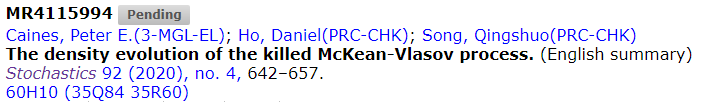 MR4115994 Pending
Caines, Peter E.(3-MGL-EL); Ho, Daniel(PRC-CHK); Song, Qingshuo(PRC-CHK)
The density evolution of the killed McKean-Vlasov process. (English summary)
Stochastics 92 (2020), no. 4, 642–657.
60H10 (35Q84 35R60)